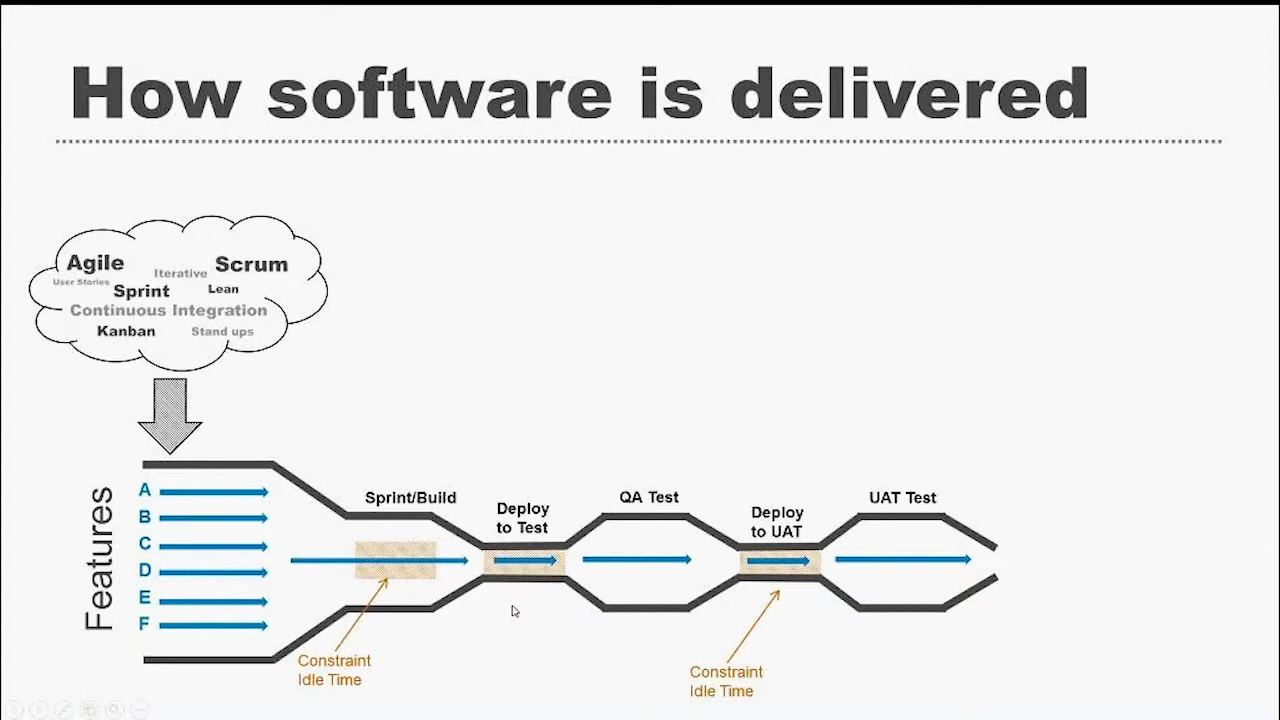 How software is delivered
Agile
Iterative
Scrum
User Stories
Sprint
Lean
Continuous Integration
Kanban
Stand ups
Features
A
B
C
D
E
F
Sprint/Build
Deploy
to Test
QA Test
Deploy
to UAT
UAT Test
Constraint
Idle Time
Constraint
Idle Time